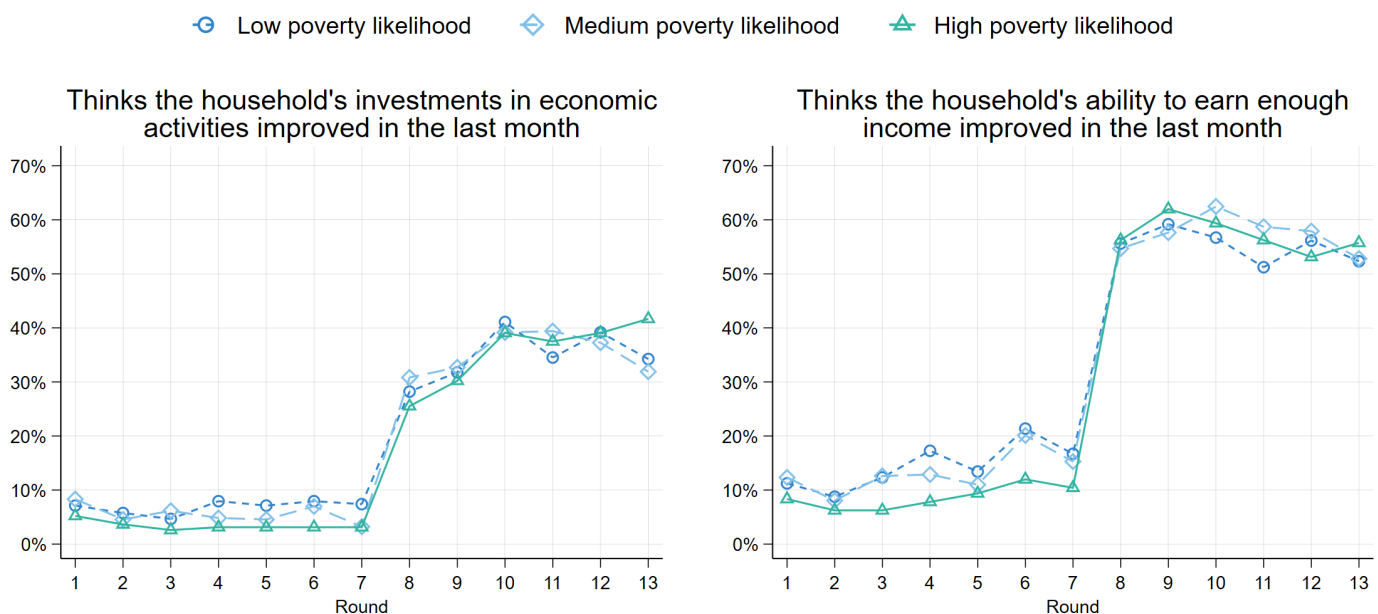 Low poverty likelihood Medium poverty likelihood High poverty likelihood
Thinks the household's investments in economic
activities improved in the last month
70%
60%
50%
40%
30%
20%
10%
0%
1 2 3 4 5 6 7 8 9 10 11 12 13
Round
Thinks the household's ability to earn enough
income improved in the last month
70%
60%
50%
40%
30%
20%
10%
0%
1 2 3 4 5 6 7 8 9 10 11 12 13
Round